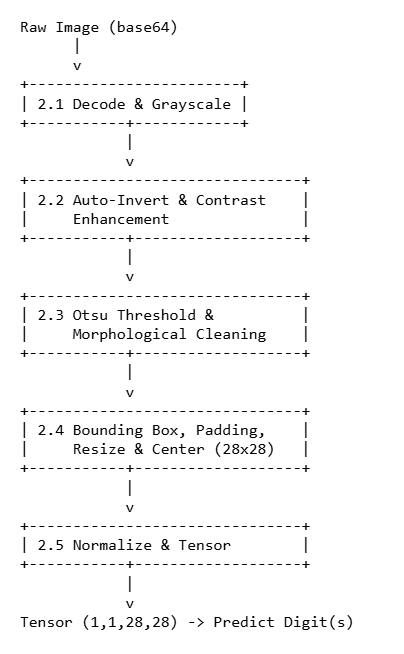 Raw Image (base64)
|
v
+-------------------------+
| 2.1 Decode & Grayscale |
+-----------+------------+
|
v
+--------------------------------+
| 2.2 Auto-Invert & Contrast |
| Enhancement |
+-----------+--------------------+
|
v
+--------------------------------+
| 2.3 Otsu Threshold & |
| Morphological Cleaning |
+-----------+--------------------+
|
v
+--------------------------------+
| 2.4 Bounding Box, Padding, |
| Resize & Center (28x28) |
+-----------+--------------------+
|
v
+--------------------------------+
| 2.5 Normalize & Tensor |
+-----------+--------------------+
|
v
Tensor (1,1,28,28) -> Predict Digit(s)